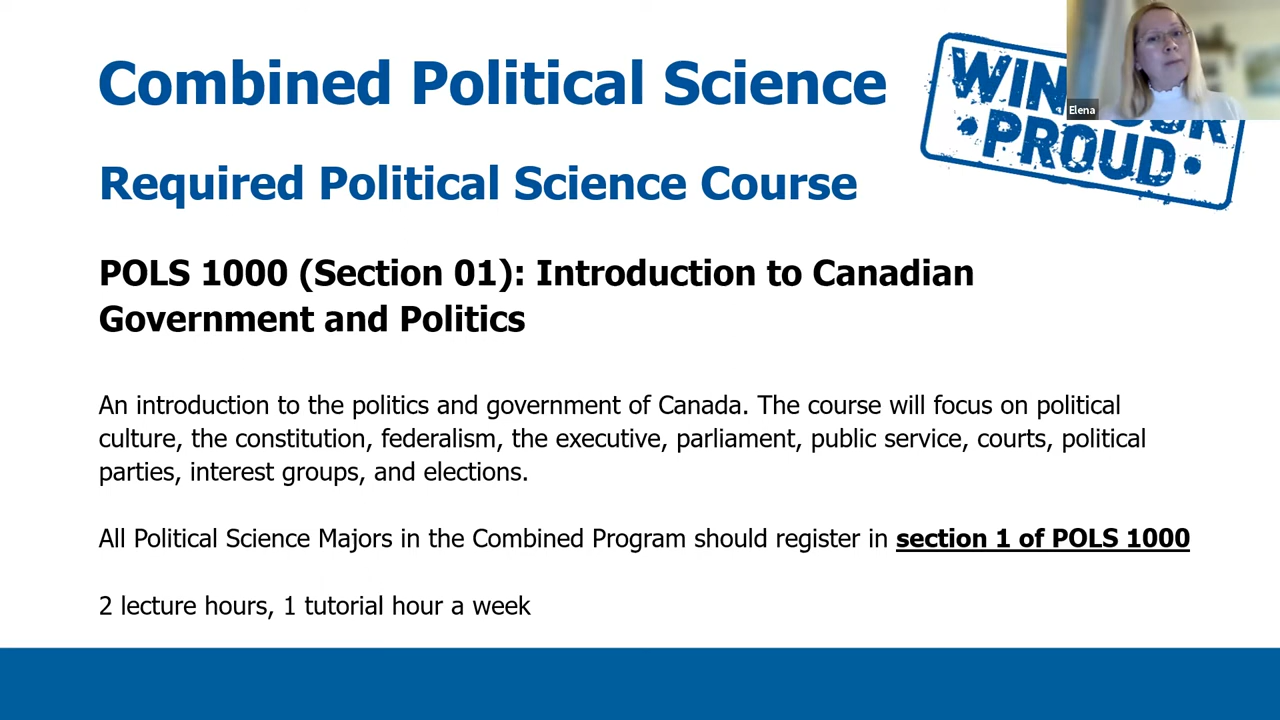 Combined Political Science
WIN
PROUD
Elena
Required Political Science Course
POLS 1000 (Section 01): Introduction to Canadian
Government and Politics
An introduction to the politics and government of Canada. The course will focus on political
culture, the constitution, federalism, the executive, parliament, public service, courts, political
parties, interest groups, and elections.
All Political Science Majors in the Combined Program should register in section 1 of POLS 1000
2 lecture hours, 1 tutorial hour a week